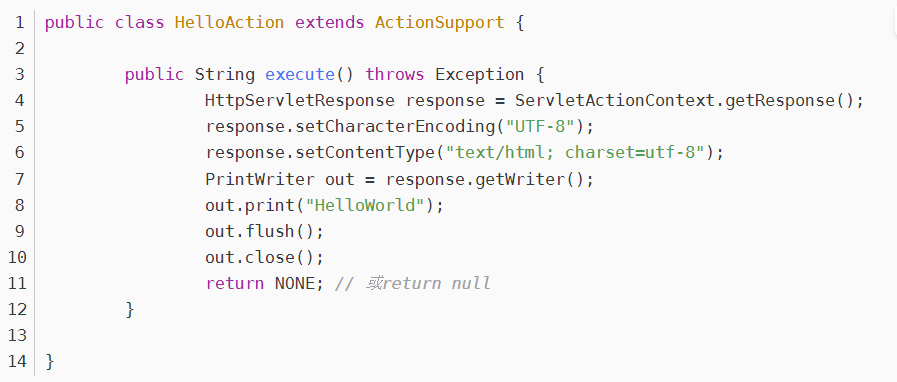 1 public class HelloAction extends ActionSupport {
2
3 public String execute() throws Exception {
4 HttpServletResponse response = ServletActionContext.getResponse();
5 response.setCharacterEncoding("UTF-8");
6 response.setContentType("text/html; charset=utf-8");
7 PrintWriter out = response.getWriter();
8 out.print("HelloWorld");
9 out.flush();
10 out.close();
11 return NONE; // 或return null
12 }
13
14 }